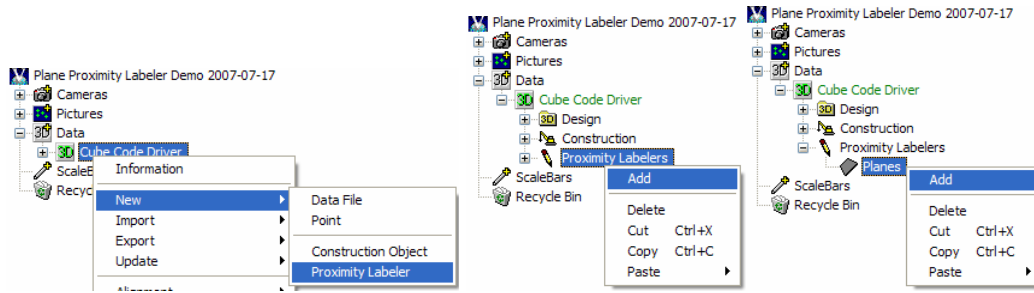 Plane Proximity Labeler Demo 2007-07-17
Cameras
Pictures
Data
Cube Code Driver
ScaleB
Recyc
Information
New
Import
Export
Update
Alignment
Data File
Point
Construction Object
Proximity Labeler
Plane Proximity Labeler Demo 2007-07-17
Cameras
Pictures
Data
Cube Code Driver
Design
Construction
Proximity Labelers
ScaleBars
Recycle Bin
Add
Delete
Cut Ctrl+X
Copy Ctrl+C
Paste
Plane Proximity Labeler Demo 2007-07-17
Cameras
Pictures
Data
Cube Code Driver
Design
Construction
Proximity Labelers
Planes
ScaleBars
Recycle Bin
Add
Delete
Cut Ctrl+X
Copy Ctrl+C
Paste